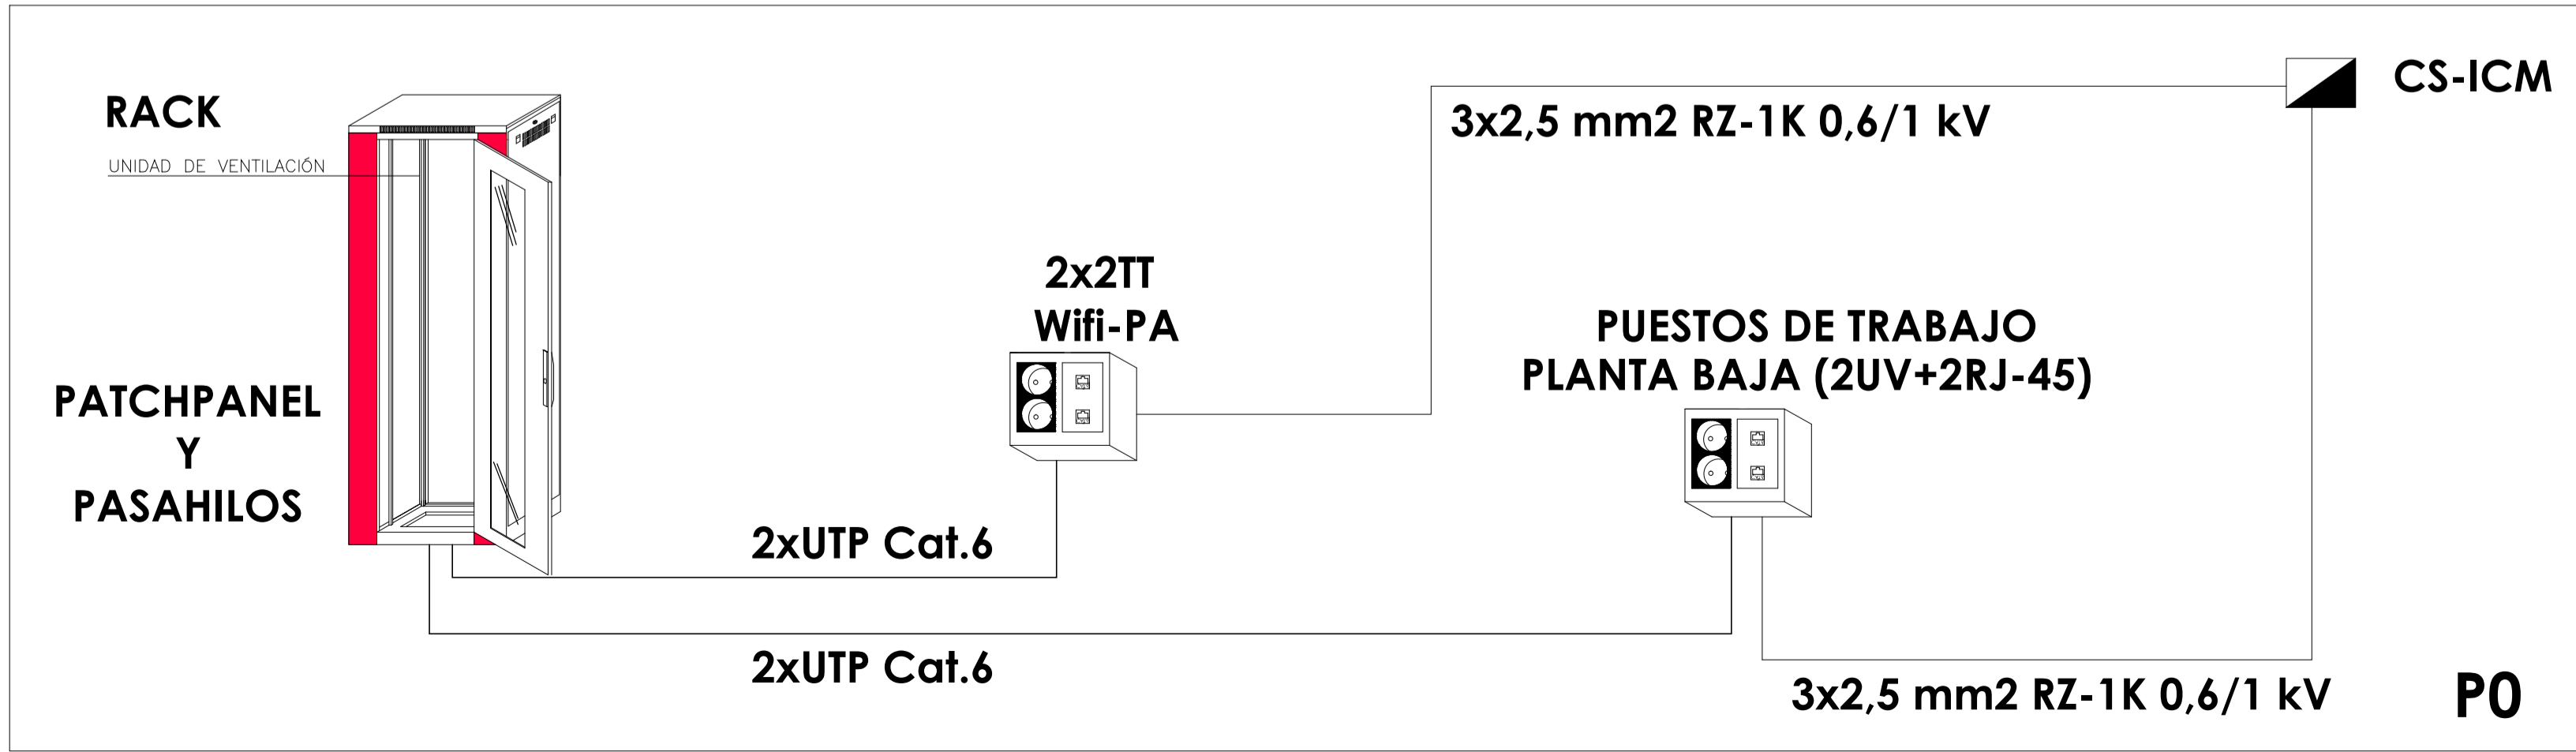 RACK
UNIDAD DE VENTILACIÓN
PATCHPANEL
Y
PASAHILOS
2x2TT
Wifi-PA
3x2,5 mm2 RZ-1K 0,6/1 kV
CS-ICM
PUESTOS DE TRABAJO
PLANTA BAJA (2UV+2RJ-45)
2xUTP Cat.6
2xUTP Cat.6
3x2,5 mm2 RZ-1K 0,6/1 kV
P0